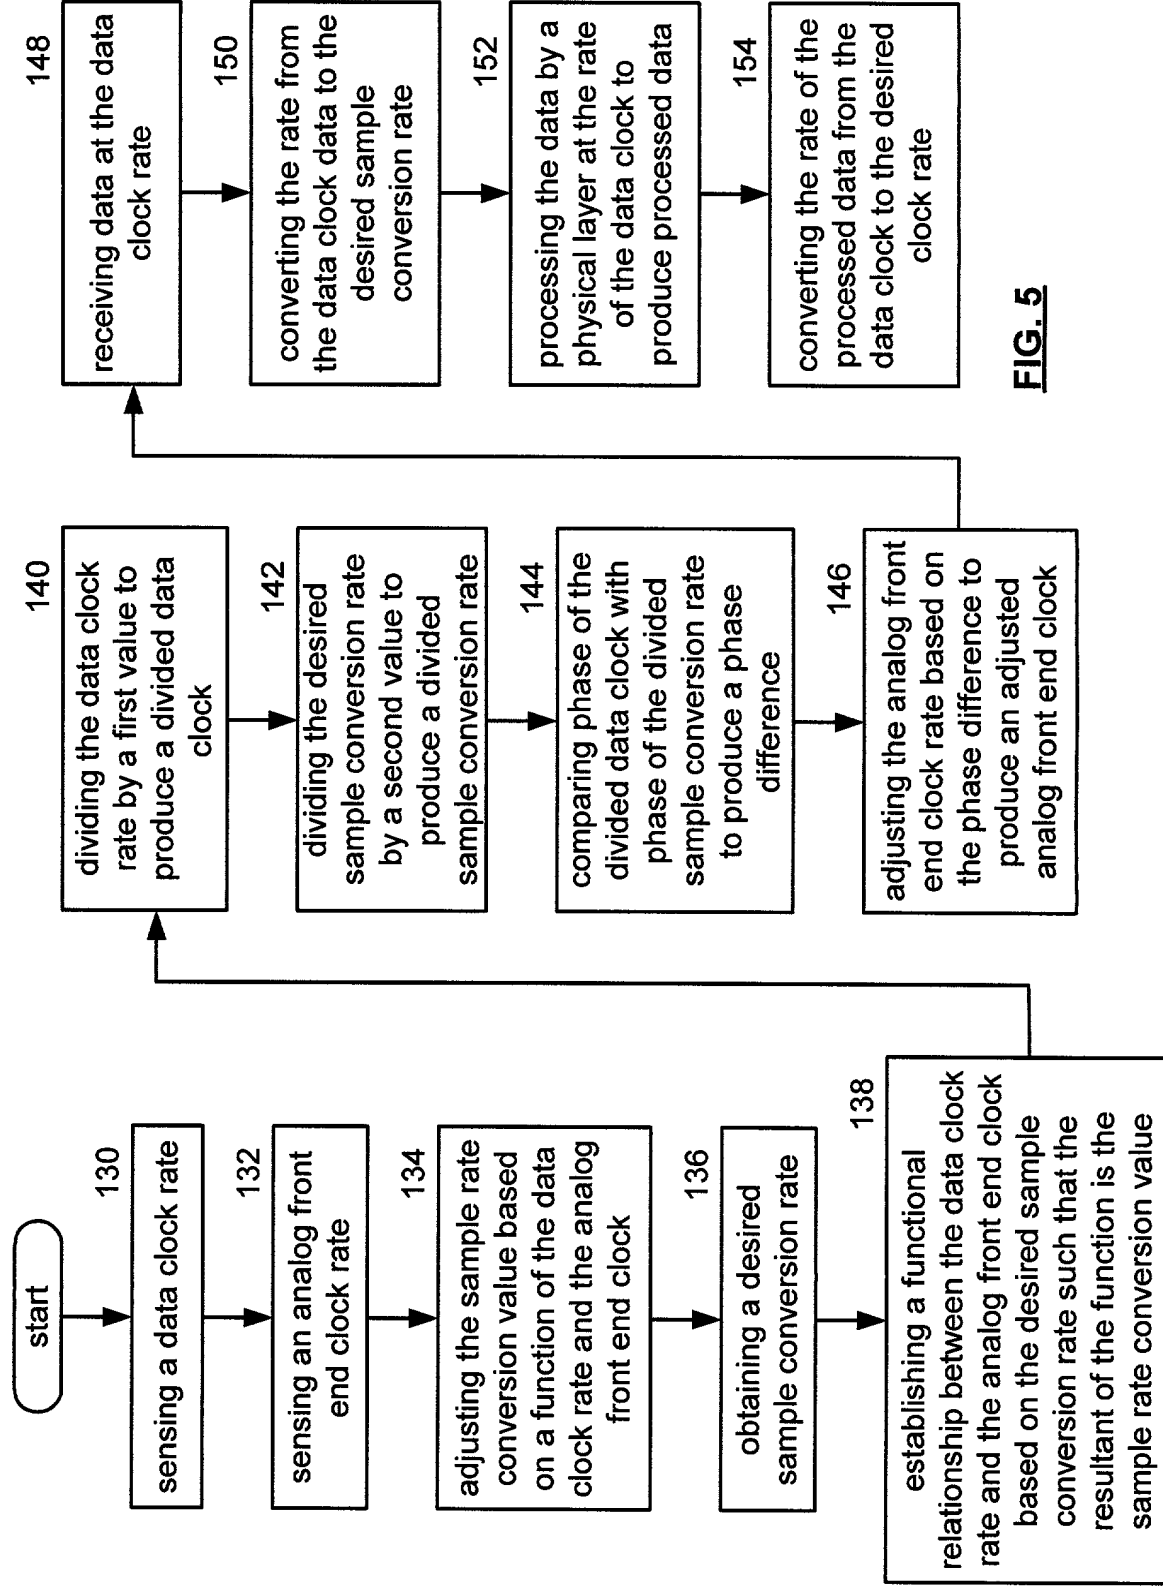 start
130
sensing a data clock rate
132
sensing an analog front
end clock rate
134
adjusting the sample rate
conversion value based
on a function of the data
clock rate and the analog
front end clock
136
obtaining a desired
sample conversion rate
138
establishing a functional
relationship between the data clock
rate and the analog front end clock
based on the desired sample
conversion rate such that the
resultant of the function is the
sample rate conversion value
140
dividing the data clock
rate by a first value to
produce a divided data
clock
142
dividing the desired
sample conversion rate
by a second value to
produce a divided
sample conversion rate
144
comparing phase of the
divided data clock with
phase of the divided
sample conversion rate
to produce a phase
difference
146
adjusting the analog front
end clock rate based on
the phase difference to
produce an adjusted
analog front end clock
148
receiving data at the data
clock rate
150
converting the rate from
the data clock data to the
desired sample
conversion rate
152
processing the data by a
physical layer at the rate
of the data clock to
produce processed data
154
converting the rate of the
processed data from the
data clock to the desired
clock rate
FIG. 5